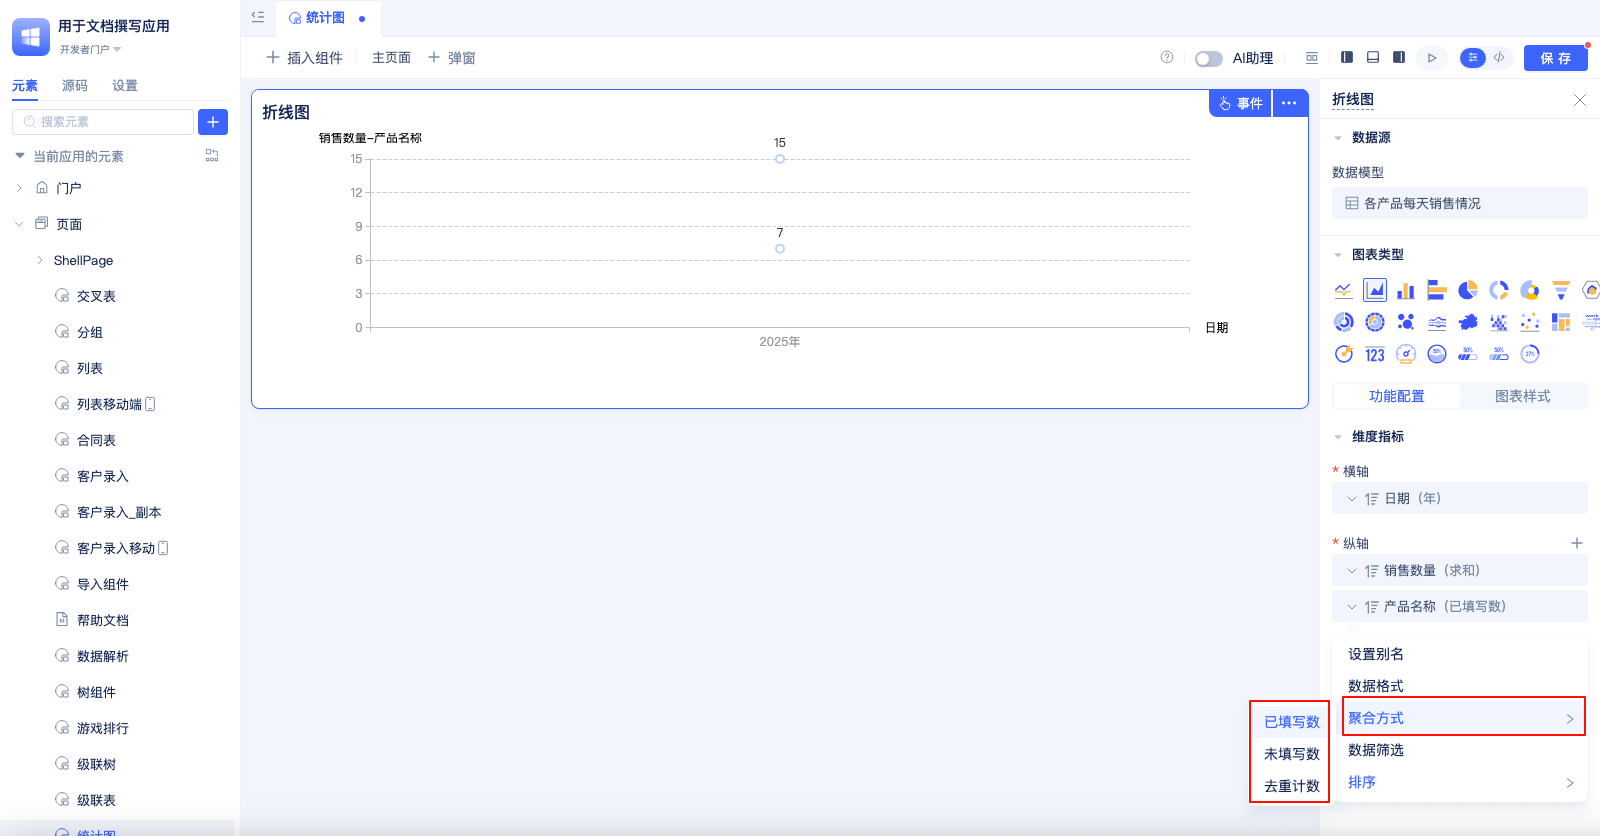 用于文档撰写应用
开发者门户
元素 源码 设置
搜索元素
当前应用的元素
门户
页面
ShellPage
交叉表
分组
列表
列表移动端
合同表
客户录入
客户录入_副本
客户录入移动
导入组件
帮助文档
数据解析
树组件
游戏排行
级联树
级联表
统计图
统计图
插入组件 主页面 弹窗
AI助理
保存
折线图
事件
销售数量-产品名称
15
15
12
9
7
6
3
0
日期
2025年
折线图
数据源
数据模型
各产品每天销售情况
图表类型
123
50%
50%
50%
37%
功能配置 图表样式
维度指标
* 横轴
日期 (年)
* 纵轴
销售数量 (求和)
产品名称 (已填写数)
设置别名
数据格式
聚合方式
数据筛选
排序
已填写数
未填写数
去重计数